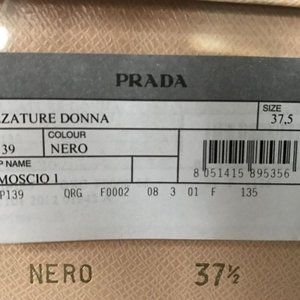 PRADA
ZATURE DONNA
SIZE
37,5
39
COLOUR
NERO
P NAME
MOSCIO 1
8 051415 895356
P139 QRG F0002 08 3 01 F 135
NERO 37½